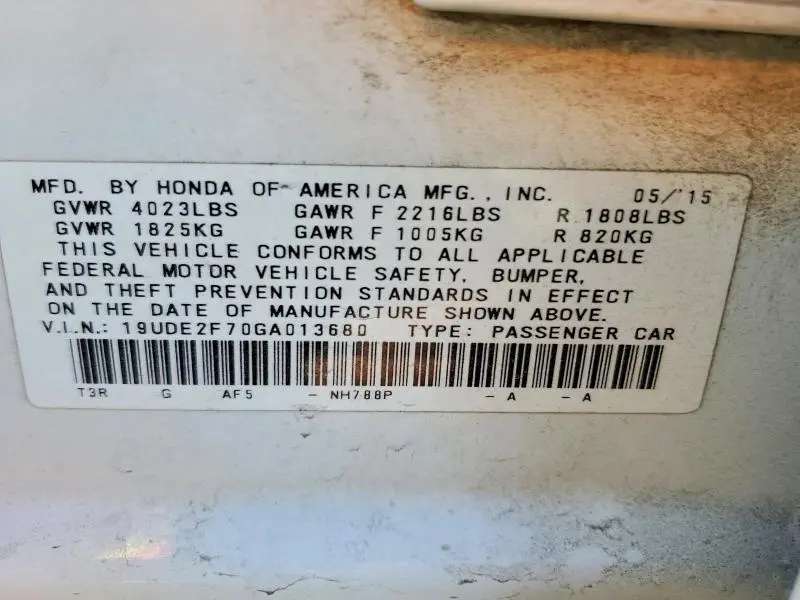 MFD. BY HONDA OF AMERICA MFG., INC. 05/'15
GVWR 4023LBS GAWR F 2216LBS R 1808LBS
GVWR 1825KG GAWR F 1005KG R 820KG
THIS VEHICLE CONFORMS TO ALL APPLICABLE
FEDERAL MOTOR VEHICLE SAFETY, BUMPER,
AND THEFT PREVENTION STANDARDS IN EFFECT
ON THE DATE OF MANUFACTURE SHOWN ABOVE.
V.I.N.: 19UDE2F70GA013680 TYPE: PASSENGER CAR
T3R G AF5 - NH788P - A - A